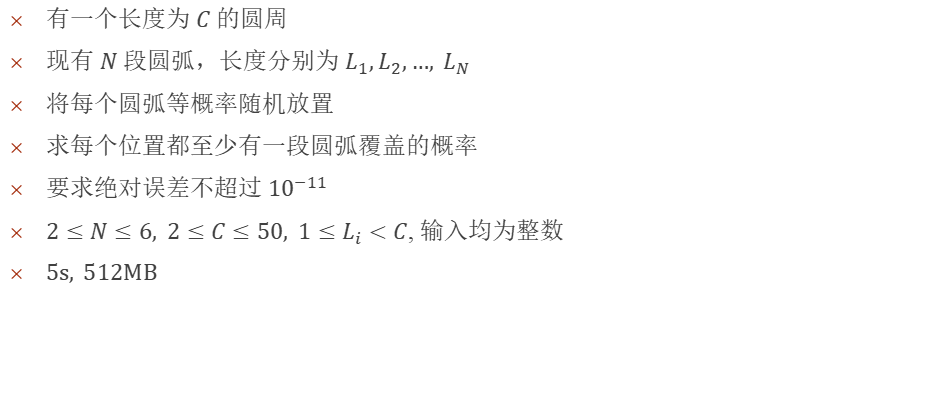 × 有一个长度为 C 的圆周
× 现有 N 段圆弧，长度分别为 L₁, L₂, …, L_N
× 将每个圆弧等概率随机放置
× 求每个位置都至少有一段圆弧覆盖的概率
× 要求绝对误差不超过 10⁻¹¹
× 2 ≤ N ≤ 6, 2 ≤ C ≤ 50, 1 ≤ L_i < C, 输入均为整数
× 5s, 512MB